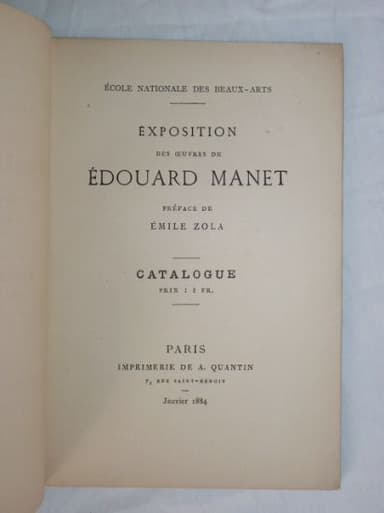 ÉCOLE NATIONALE DES BEAUX-ARTS
EXPOSITION
DES ŒUVRES DE
ÉDOUARD MANET
PRÉFACE DE
ÉMILE ZOLA
CATALOGUE
PRIX : 2 FR.
PARIS
IMPRIMERIE DE A. QUANTIN
7, RUE SAINT-BENOIT
Janvier 1884